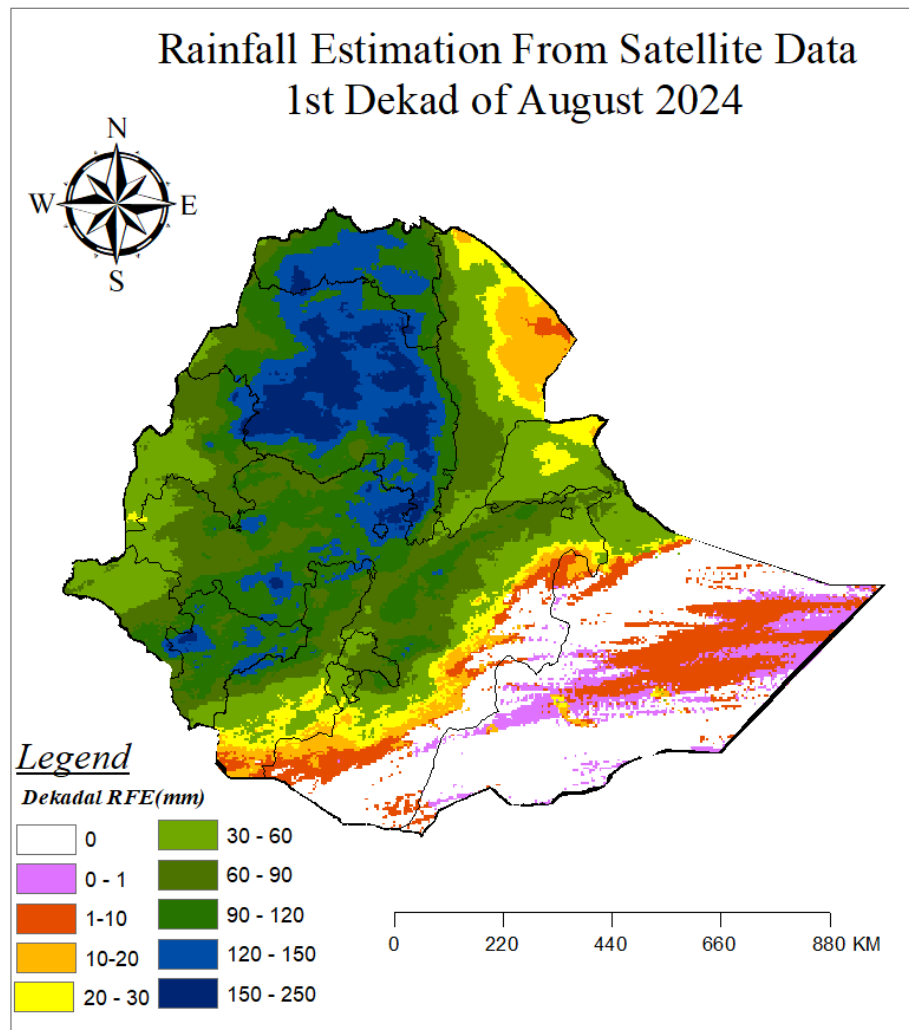 Rainfall Estimation From Satellite Data
1st Dekad of August 2024
N
W
E
S
Legend
Dekadal RFE(mm)
0
0 - 1
1-10
10-20
20 - 30
30 - 60
60 - 90
90 - 120
120 - 150
150 - 250
0 220 440 660 880 KM